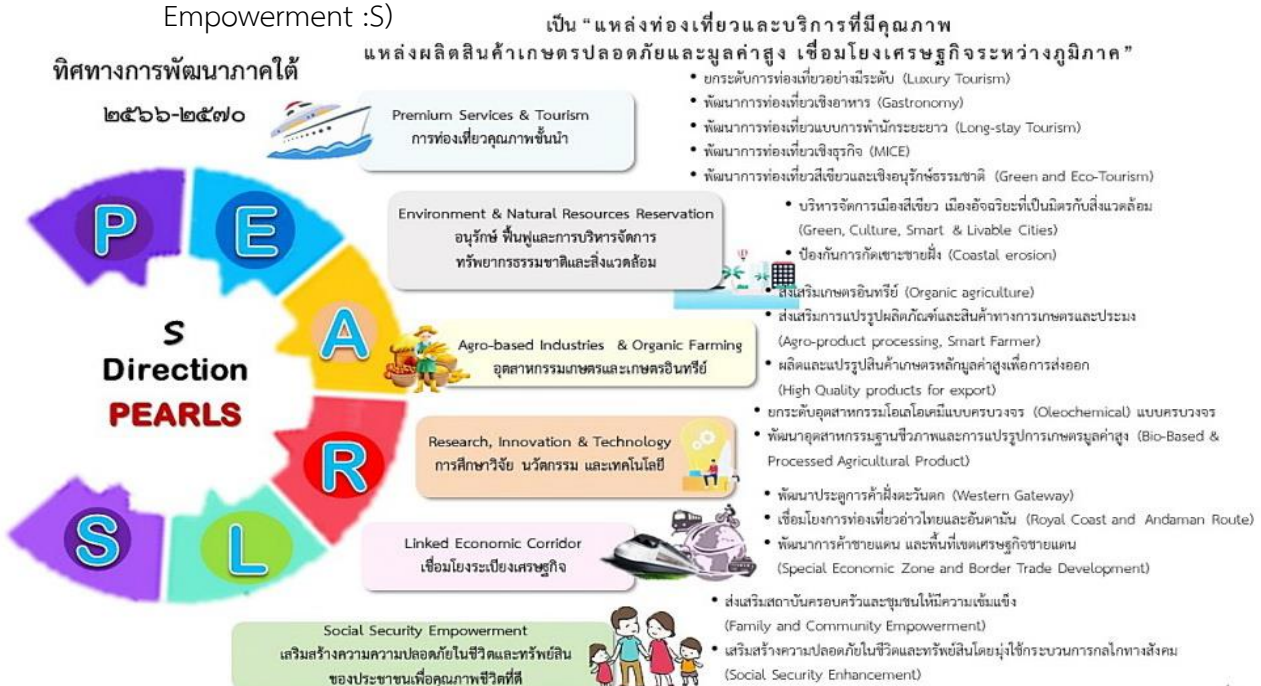 Empowerment :S)
เป็น “แหล่งท่องเที่ยวและบริการที่มีคุณภาพ
แหล่งผลิตสินค้าเกษตรปลอดภัยและมูลค่าสูง เชื่อมโยงเศรษฐกิจระหว่างภูมิภาค”
ทิศทางการพัฒนาภาคใต้
๒๕๖๖-๒๕๗๐
P
E
A
R
L
S
S
Direction
PEARLS
Premium Services & Tourism
การท่องเที่ยวคุณภาพชั้นนำ
• ยกระดับการท่องเที่ยวอย่างมีระดับ (Luxury Tourism)
• พัฒนาการท่องเที่ยวเชิงอาหาร (Gastronomy)
• พัฒนาการท่องเที่ยวแบบการพำนักระยะยาว (Long-stay Tourism)
• พัฒนาการท่องเที่ยวเชิงธุรกิจ (MICE)
• พัฒนาการท่องเที่ยวสีเขียวและเชิงอนุรักษ์ธรรมชาติ (Green and Eco-Tourism)
Environment & Natural Resources Reservation
อนุรักษ์ ฟื้นฟูและการบริหารจัดการ
ทรัพยากรธรรมชาติและสิ่งแวดล้อม
• บริหารจัดการเมืองสีเขียว เมืองอัจฉริยะที่เป็นมิตรกับสิ่งแวดล้อม
(Green, Culture, Smart & Livable Cities)
• ป้องกันการกัดเซาะชายฝั่ง (Coastal erosion)
Agro-based Industries & Organic Farming
อุตสาหกรรมเกษตรและเกษตรอินทรีย์
• ส่งเสริมเกษตรอินทรีย์ (Organic agriculture)
• ส่งเสริมการแปรรูปผลิตภัณฑ์และสินค้าทางการเกษตรและประมง
(Agro-product processing, Smart Farmer)
• ผลิตและแปรรูปสินค้าเกษตรหลักมูลค่าสูงเพื่อการส่งออก
(High Quality products for export)
Research, Innovation & Technology
การศึกษาวิจัย นวัตกรรม และเทคโนโลยี
• ยกระดับอุตสาหกรรมโอเลโอเคมีแบบครบวงจร (Oleochemical) แบบครบวงจร
• พัฒนาอุตสาหกรรมฐานชีวภาพและการแปรรูปการเกษตรมูลค่าสูง (Bio-Based &
Processed Agricultural Product)
Linked Economic Corridor
เชื่อมโยงระเบียงเศรษฐกิจ
• พัฒนาประตูการค้าฝั่งตะวันตก (Western Gateway)
• เชื่อมโยงการท่องเที่ยวอ่าวไทยและอันดามัน (Royal Coast and Andaman Route)
• พัฒนาการค้าชายแดน และพื้นที่เขตเศรษฐกิจชายแดน
(Special Economic Zone and Border Trade Development)
Social Security Empowerment
เสริมสร้างความความปลอดภัยในชีวิตและทรัพย์สิน
ของประชาชนเพื่อคุณภาพชีวิตที่ดี
• ส่งเสริมสถาบันครอบครัวและชุมชนให้มีความเข้มแข็ง
(Family and Community Empowerment)
• เสริมสร้างความปลอดภัยในชีวิตและทรัพย์สินโดยมุ่งใช้กระบวนการกลไกทางสังคม
(Social Security Enhancement)